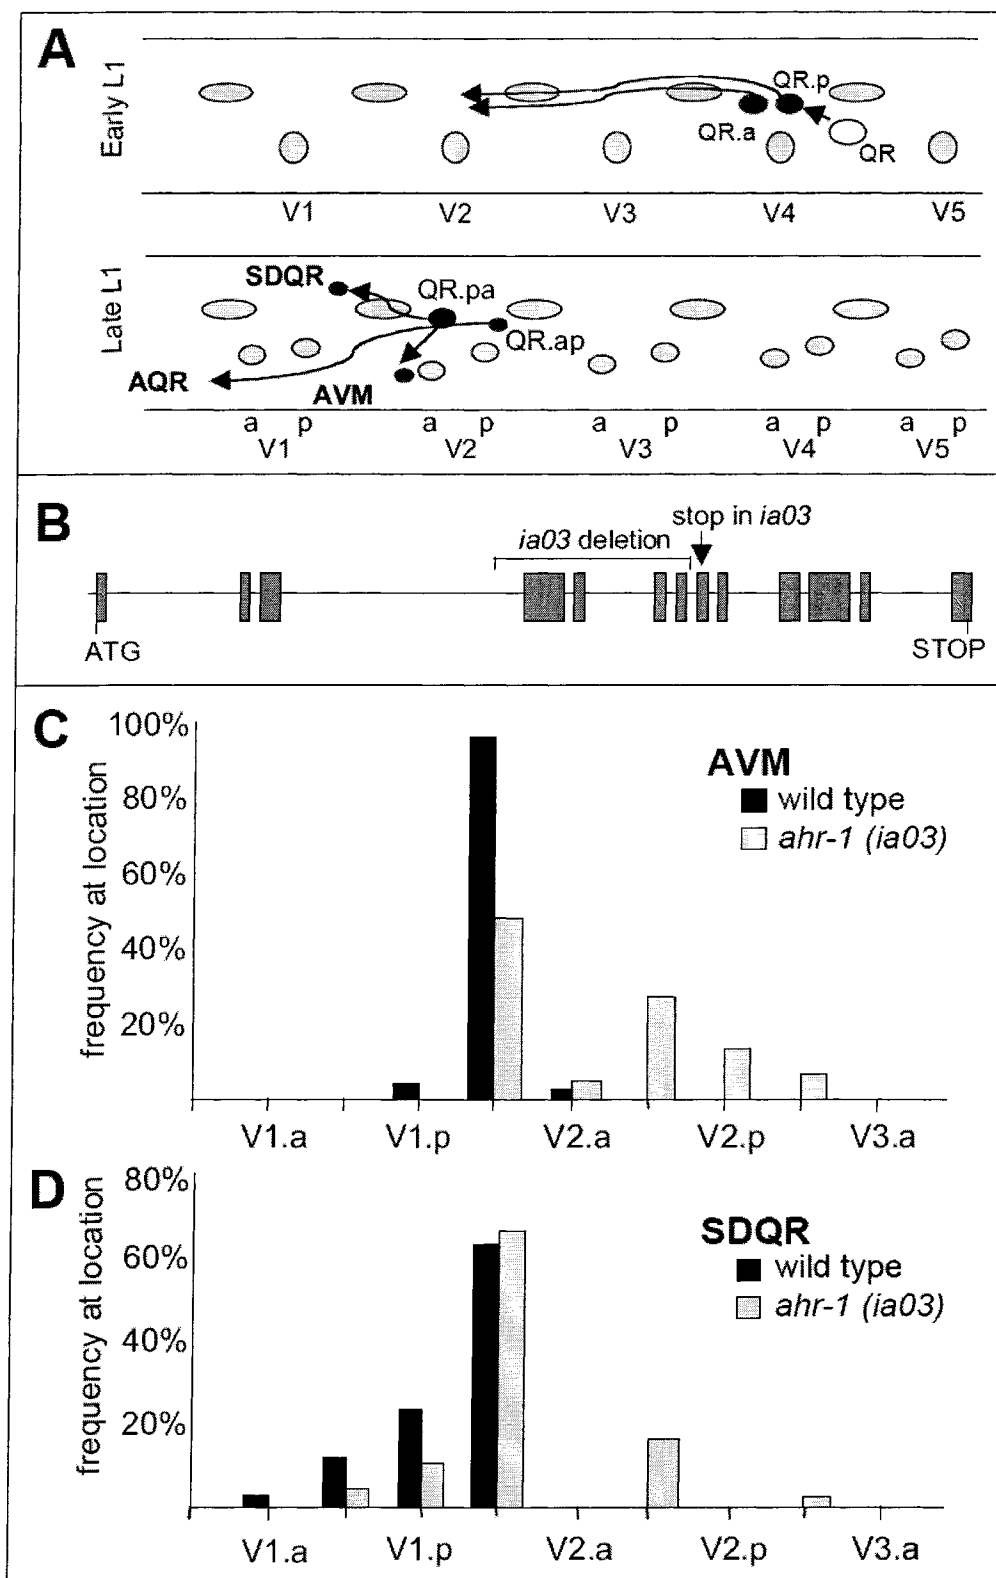 A
Early L1
QR.p
QR.a
QR
V1 V2 V3 V4 V5
Late L1
SDQR
QR.pa
QR.ap
AQR
AVM
a p a p a p a p a p
V1 V2 V3 V4 V5
B
stop in ia03
ia03 deletion
ATG
STOP
C
frequency at location
100%
80%
60%
40%
20%
AVM
wild type
ahr-1 (ia03)
V1.a V1.p V2.a V2.p V3.a
D
frequency at location
80%
60%
40%
20%
SDQR
wild type
ahr-1 (ia03)
V1.a V1.p V2.a V2.p V3.a